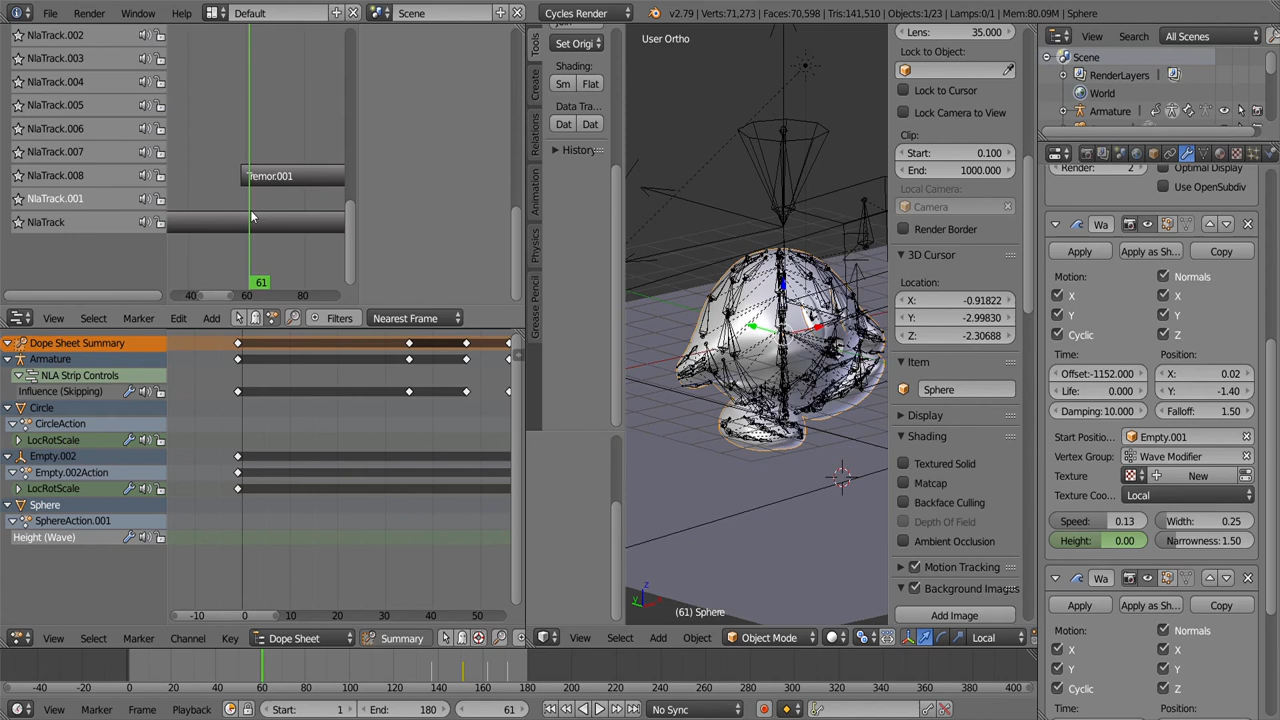 File Render Window Help Default Scene Cycles Render v2.79 | Verts:71,273 | Faces:70,598 | Tris:141,510 | Objects:1/23 | Lamps:0/1 | Mem:80.09M | Sphere
NlaTrack.002
NlaTrack.003
NlaTrack.004
NlaTrack.005
NlaTrack.006
NlaTrack.007
NlaTrack.008
NlaTrack.001
NlaTrack
Tremor.001
61
40 60 80
View Select Marker Edit Add Filters Nearest Frame
Dope Sheet Summary
Armature
NLA Strip Controls
Influence (Skipping)
Circle
CircleAction
LocRotScale
Empty.002
Empty.002Action
LocRotScale
Sphere
SphereAction.001
Height (Wave)
-10 0 10 20 30 40 50
View Select Marker Channel Key Dope Sheet Summary
Tools
Create
Relations
Animation
Physics
Grease Pencil
Set Origi
Shading:
Sm Flat
Data Tra...
Dat Dat
History
User Ortho
(61) Sphere
View Select Add Object Object Mode Local
Lens: 35.000
Lock to Object:
Lock to Cursor
Lock Camera to View
Clip:
Start: 0.100
End: 1000.000
Local Camera:
Camera
Render Border
3D Cursor
Location:
X: -0.91822
Y: -2.99830
Z: -2.30688
Item
Sphere
Display
Shading
Textured Solid
Matcap
Backface Culling
Depth Of Field
Ambient Occlusion
Motion Tracking
Background Images
Add Image
View Search All Scenes
Scene
RenderLayers
World
Armature
Render: 2 Optimal Display
Use OpenSubdiv
Wa
Apply Apply as Sh... Copy
Motion: Normals
X X
Y Y
Cyclic Z
Time: Position:
Offset:-1152.000 X: 0.02
Life: 0.000 Y: -1.40
Damping: 10.000 Falloff: 1.50
Start Positio... Empty.001
Vertex Group: Wave Modifier
Texture New
Texture Coo... Local
Speed: 0.13 Width: 0.25
Height: 0.00 Narrowness: 1.50
Wa
Apply Apply as Sh... Copy
Motion: Normals
X X
Y Y
Cyclic Z
-40 -20 0 20 40 60 80 100 120 140 160 180 200 220 240 260 280 300 320 340 360 380 400
View Marker Frame Playback Start: 1 End: 180 61 No Sync